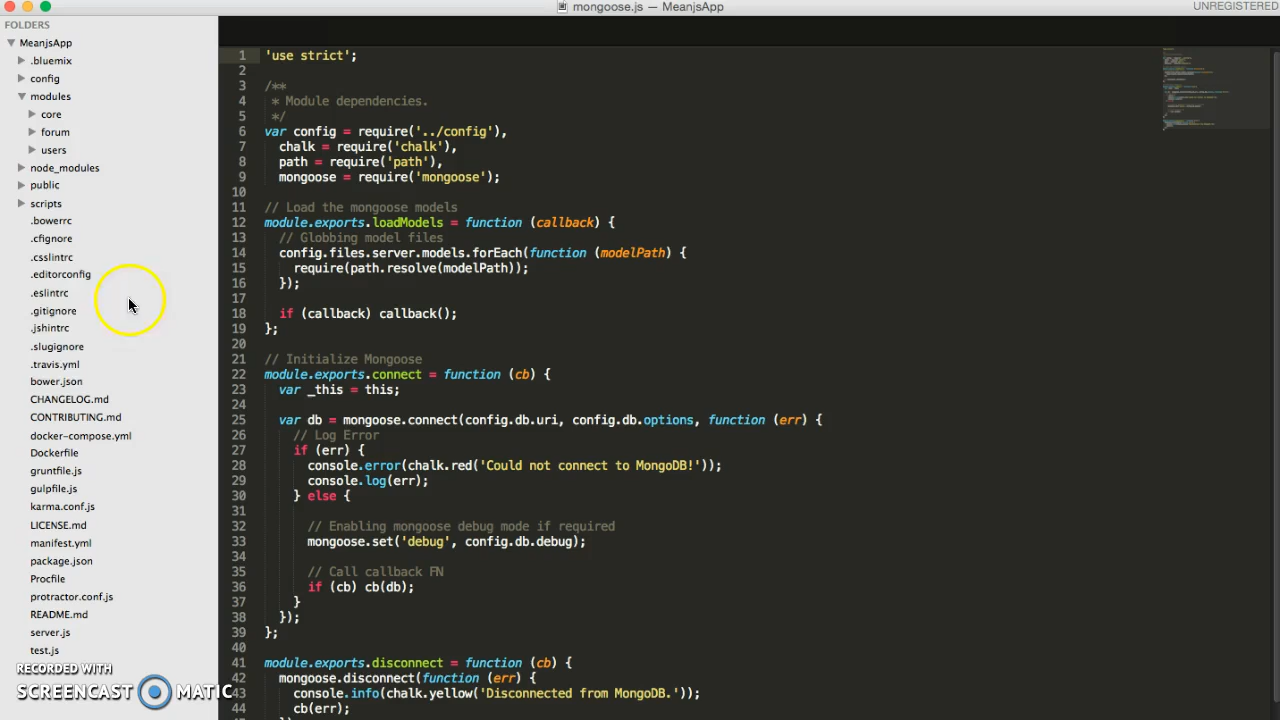 mongoose.js — MeanjsApp
UNREGISTERED
FOLDERS
MeanjsApp
.bluemix
config
modules
core
forum
users
node_modules
public
scripts
.bowerrc
.cfignore
.csslintrc
.editorconfig
.eslintrc
.gitignore
.jshintrc
.slugignore
.travis.yml
bower.json
CHANGELOG.md
CONTRIBUTING.md
docker-compose.yml
Dockerfile
gruntfile.js
gulpfile.js
karma.conf.js
LICENSE.md
manifest.yml
package.json
Procfile
protractor.conf.js
README.md
server.js
test.js
RECORDED WITH
SCREENCAST MATIC
1 'use strict';
2
3 /**
4  * Module dependencies.
5  */
6 var config = require('../config'),
7   chalk = require('chalk'),
8   path = require('path'),
9   mongoose = require('mongoose');
10
11 // Load the mongoose models
12 module.exports.loadModels = function (callback) {
13   // Globbing model files
14   config.files.server.models.forEach(function (modelPath) {
15     require(path.resolve(modelPath));
16   });
17
18   if (callback) callback();
19 };
20
21 // Initialize Mongoose
22 module.exports.connect = function (cb) {
23   var _this = this;
24
25   var db = mongoose.connect(config.db.uri, config.db.options, function (err) {
26     // Log Error
27     if (err) {
28       console.error(chalk.red('Could not connect to MongoDB!'));
29       console.log(err);
30     } else {
31
32       // Enabling mongoose debug mode if required
33       mongoose.set('debug', config.db.debug);
34
35       // Call callback FN
36       if (cb) cb(db);
37     }
38   });
39 };
40
41 module.exports.disconnect = function (cb) {
42   mongoose.disconnect(function (err) {
43     console.info(chalk.yellow('Disconnected from MongoDB.'));
44     cb(err);